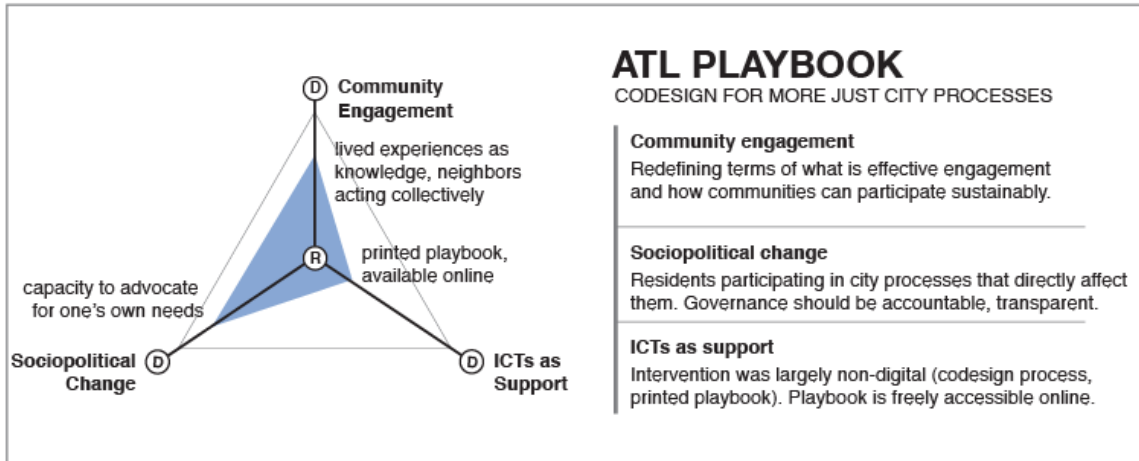 D
Community
Engagement
lived experiences as
knowledge, neighbors
acting collectively
R
printed playbook,
available online
capacity to advocate
for one's own needs
Sociopolitical
Change
D
D
ICTs as
Support
ATL PLAYBOOK
CODESIGN FOR MORE JUST CITY PROCESSES
Community engagement
Redefining terms of what is effective engagement
and how communities can participate sustainably.
Sociopolitical change
Residents participating in city processes that directly affect
them. Governance should be accountable, transparent.
ICTs as support
Intervention was largely non-digital (codesign process,
printed playbook). Playbook is freely accessible online.